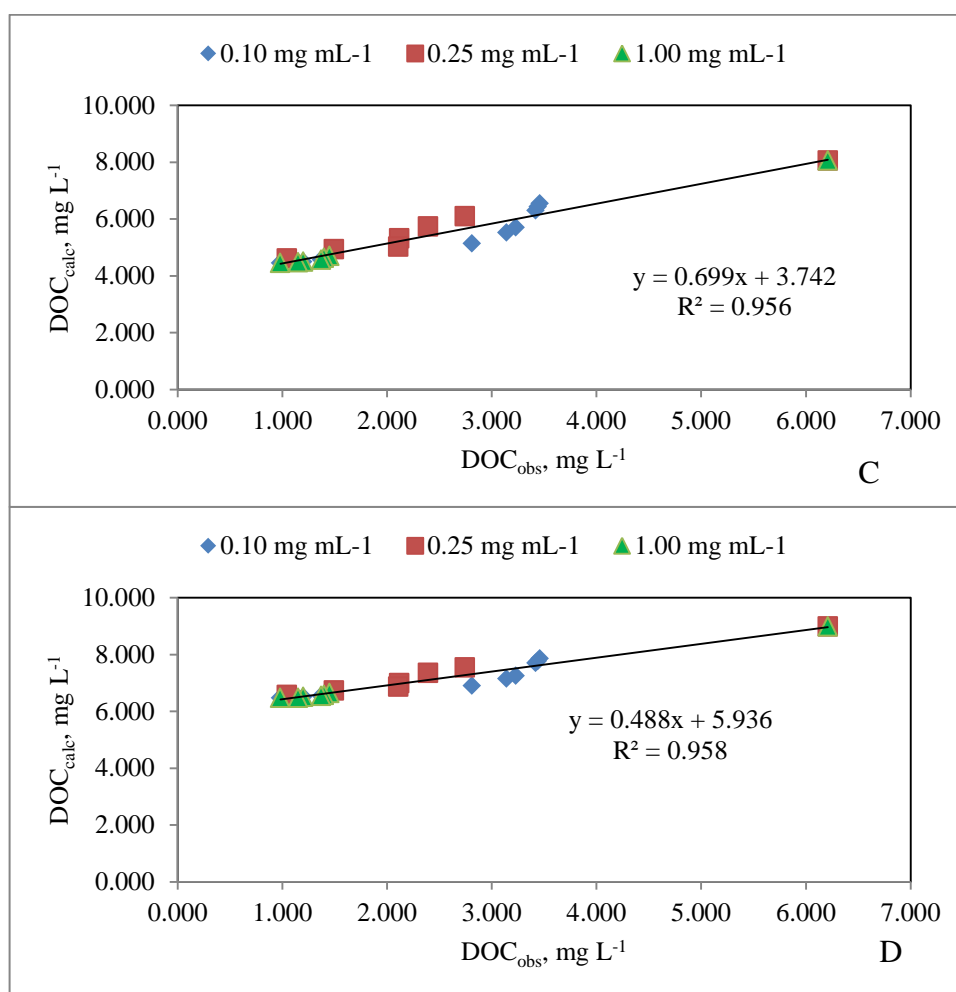 0.10 mg mL-1 0.25 mg mL-1 1.00 mg mL-1
10.000
8.000
6.000
4.000
2.000
0.000
DOCcalc, mg L-1
y = 0.699x + 3.742
R² = 0.956
0.000 1.000 2.000 3.000 4.000 5.000 6.000 7.000
DOCobs, mg L-1
C
0.10 mg mL-1 0.25 mg mL-1 1.00 mg mL-1
10.000
8.000
6.000
4.000
2.000
0.000
DOCcalc, mg L-1
y = 0.488x + 5.936
R² = 0.958
0.000 1.000 2.000 3.000 4.000 5.000 6.000 7.000
DOCobs, mg L-1
D